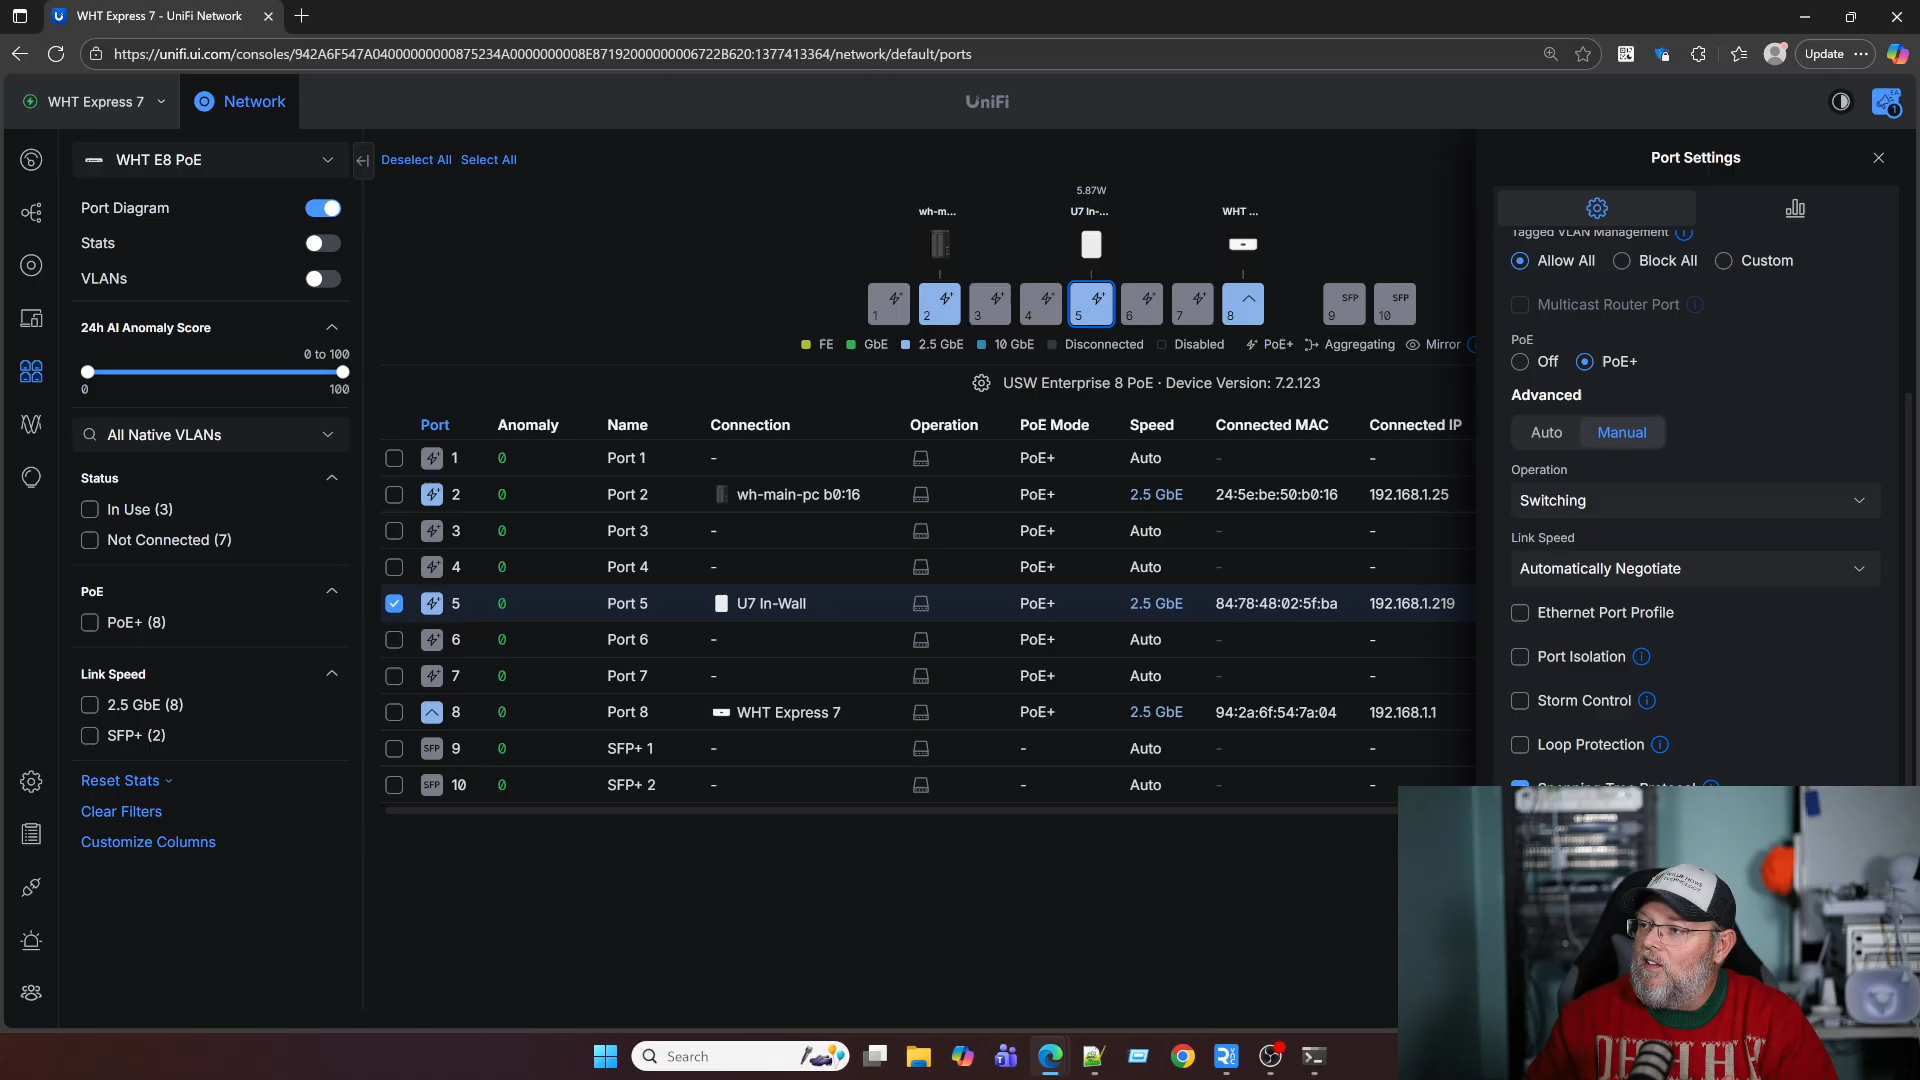 WHT Express 7 - UniFi Network
https://unifi.ui.com/consoles/942A6F547A04000000000875234A0000000008E87192000000006722B620:1377413364/network/default/ports
Update
WHT Express 7
Network
UniFi
EA
1
WHT E8 PoE
Deselect All Select All
Port Diagram
Stats
VLANs
24h AI Anomaly Score
0 to 100
0
100
All Native VLANs
Status
In Use (3)
Not Connected (7)
PoE
PoE+ (8)
Link Speed
2.5 GbE (8)
SFP+ (2)
Reset Stats
Clear Filters
Customize Columns
5.87W
wh-m... U7 In-... WHT ...
1 2 3 4 5 6 7 8 SFP 9 SFP 10
FE GbE 2.5 GbE 10 GbE Disconnected Disabled PoE+ Aggregating Mirror
USW Enterprise 8 PoE · Device Version: 7.2.123
Port Anomaly Name Connection Operation PoE Mode Speed Connected MAC Connected IP
1 0 Port 1 - PoE+ Auto - -
2 0 Port 2 wh-main-pc b0:16 PoE+ 2.5 GbE 24:5e:be:50:b0:16 192.168.1.25
3 0 Port 3 - PoE+ Auto - -
4 0 Port 4 - PoE+ Auto - -
5 0 Port 5 U7 In-Wall PoE+ 2.5 GbE 84:78:48:02:5f:ba 192.168.1.219
6 0 Port 6 - PoE+ Auto - -
7 0 Port 7 - PoE+ Auto - -
8 0 Port 8 WHT Express 7 PoE+ 2.5 GbE 94:2a:6f:54:7a:04 192.168.1.1
SFP 9 0 SFP+ 1 - - Auto - -
SFP 10 0 SFP+ 2 - - Auto - -
Port Settings
Tagged VLAN Management
Allow All Block All Custom
Multicast Router Port
PoE
Off PoE+
Advanced
Auto Manual
Operation
Switching
Link Speed
Automatically Negotiate
Ethernet Port Profile
Port Isolation
Storm Control
Loop Protection
Spanning Tree Protocol
Search